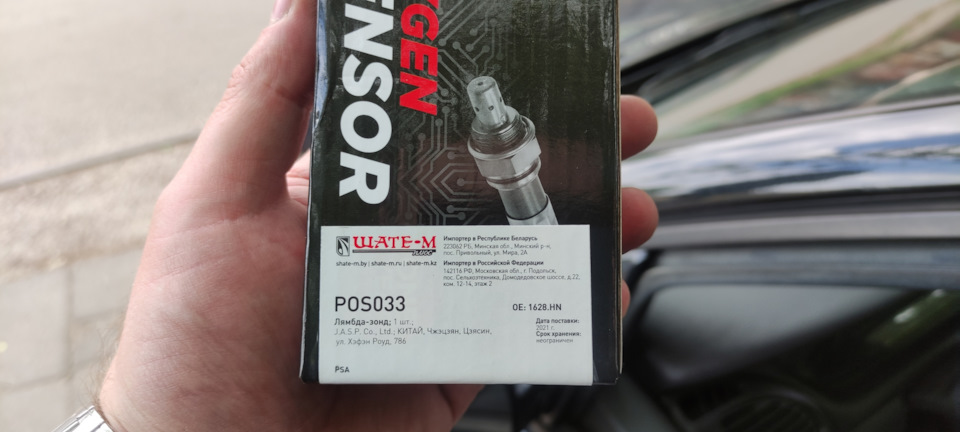 YGEN
ENSOR
ШАТЕ-М
ПЛЮС
shate-m.by | shate-m.ru | shate-m.kz
Импортер в Республике Беларусь
223062 РБ, Минская обл., Минский р-н,
пос. Привольный, ул. Мира, 2А
Импортер в Российской Федерации
142116 РФ, Московская обл., г. Подольск,
пос. Сельхозтехника, Домодедовское шоссе, д.22,
ком. 12-14, этаж 2
POS033
OE: 1628.HN
Лямбда-зонд; 1 шт.;
J.A.S.P. Co., Ltd.; КИТАЙ, Чжэцзян, Цзясин,
ул. Хэфэн Роуд, 786
Дата поставки:
2021 г.
Срок хранения:
неограничен
PSA